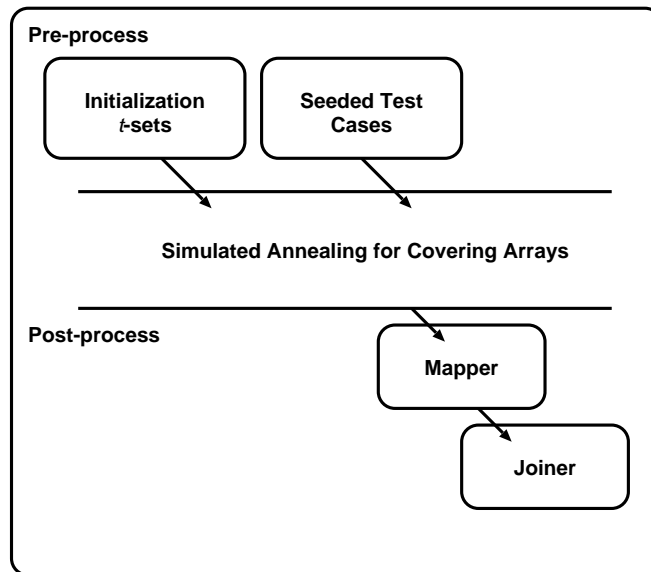 Pre-process
Initialization
t-sets
Seeded Test
Cases
Simulated Annealing for Covering Arrays
Post-process
Mapper
Joiner